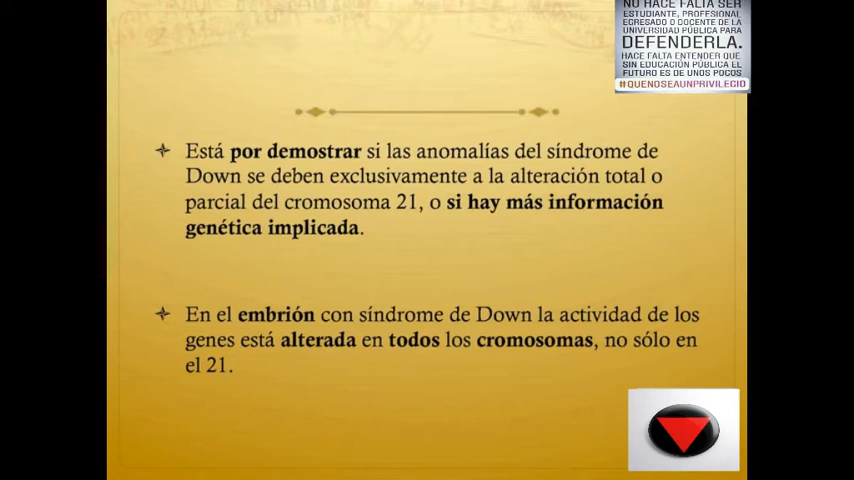 NO HACE FALTA SER
ESTUDIANTE, PROFESIONAL
EGRESADO O DOCENTE DE LA
UNIVERSIDAD PÚBLICA PARA
DEFENDERLA.
HACE FALTA ENTENDER QUE
SIN EDUCACIÓN PÚBLICA EL
FUTURO ES DE UNOS POCOS
#QUENOSEAUNPRIVILEGIO
Está por demostrar si las anomalías del síndrome de
Down se deben exclusivamente a la alteración total o
parcial del cromosoma 21, o si hay más información
genética implicada.
En el embrión con síndrome de Down la actividad de los
genes está alterada en todos los cromosomas, no sólo en
el 21.